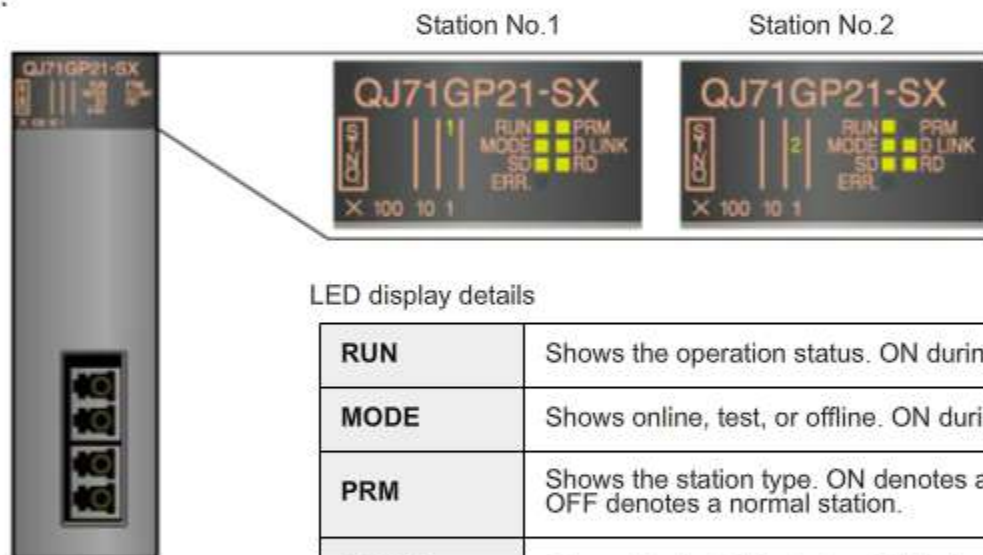 Station No.1
Station No.2
QJ71GP21-SX
QJ71GP21-SX
STNO
1
RUN PRM
MODE D.LINK
SD RD
ERR.
× 100 10 1
QJ71GP21-SX
STNO
2
RUN PRM
MODE D.LINK
SD RD
ERR.
× 100 10 1
LED display details
RUN
Shows the operation status. ON durin
MODE
Shows online, test, or offline. ON duri
PRM
Shows the station type. ON denotes a
OFF denotes a normal station.